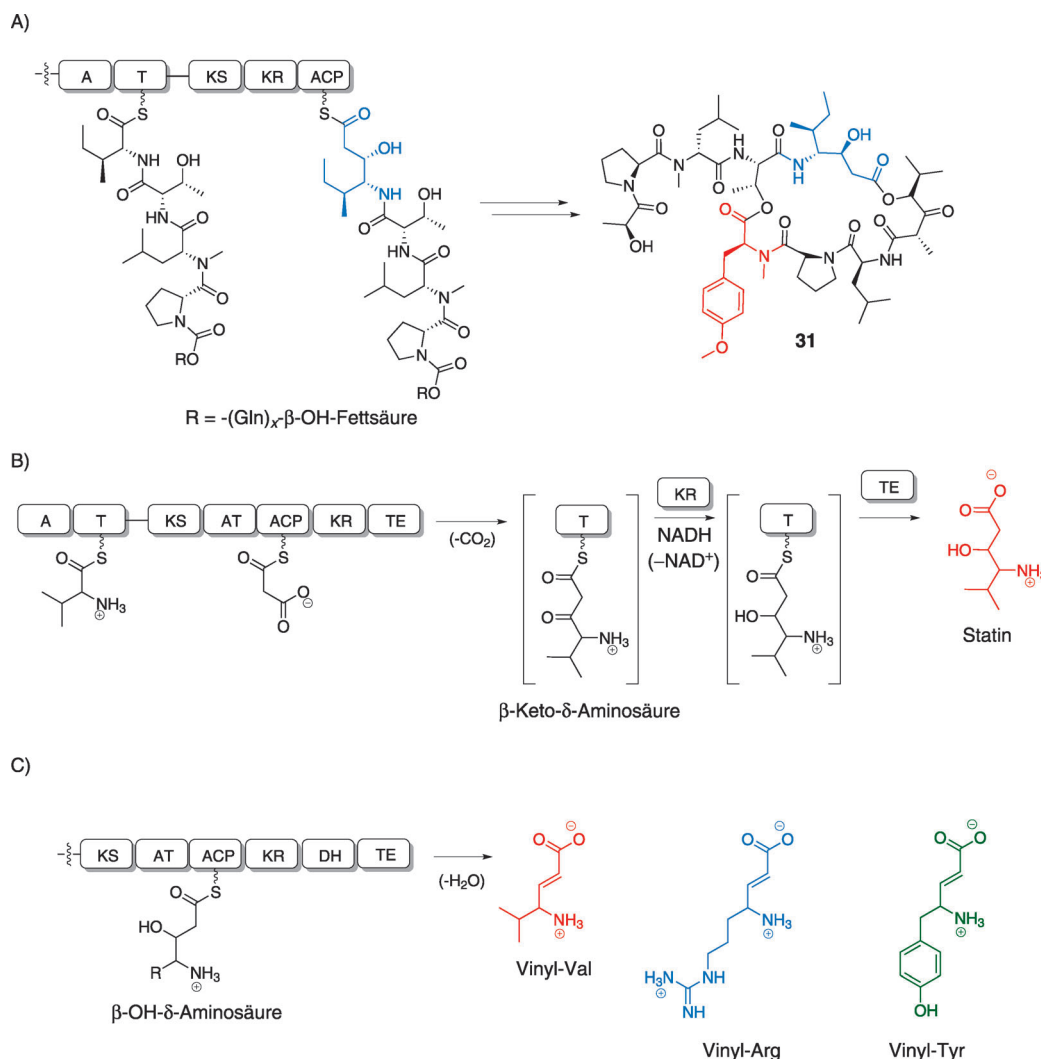 A)
A T KS KR ACP
R = -(Gln)x-β-OH-Fettsäure
31
B)
A T KS AT ACP KR TE
(-CO2)
T
β-Keto-δ-Aminosäure
KR
NADH
(–NAD+)
T
TE
Statin
C)
KS AT ACP KR DH TE
(-H2O)
β-OH-δ-Aminosäure
Vinyl-Val
Vinyl-Arg
Vinyl-Tyr